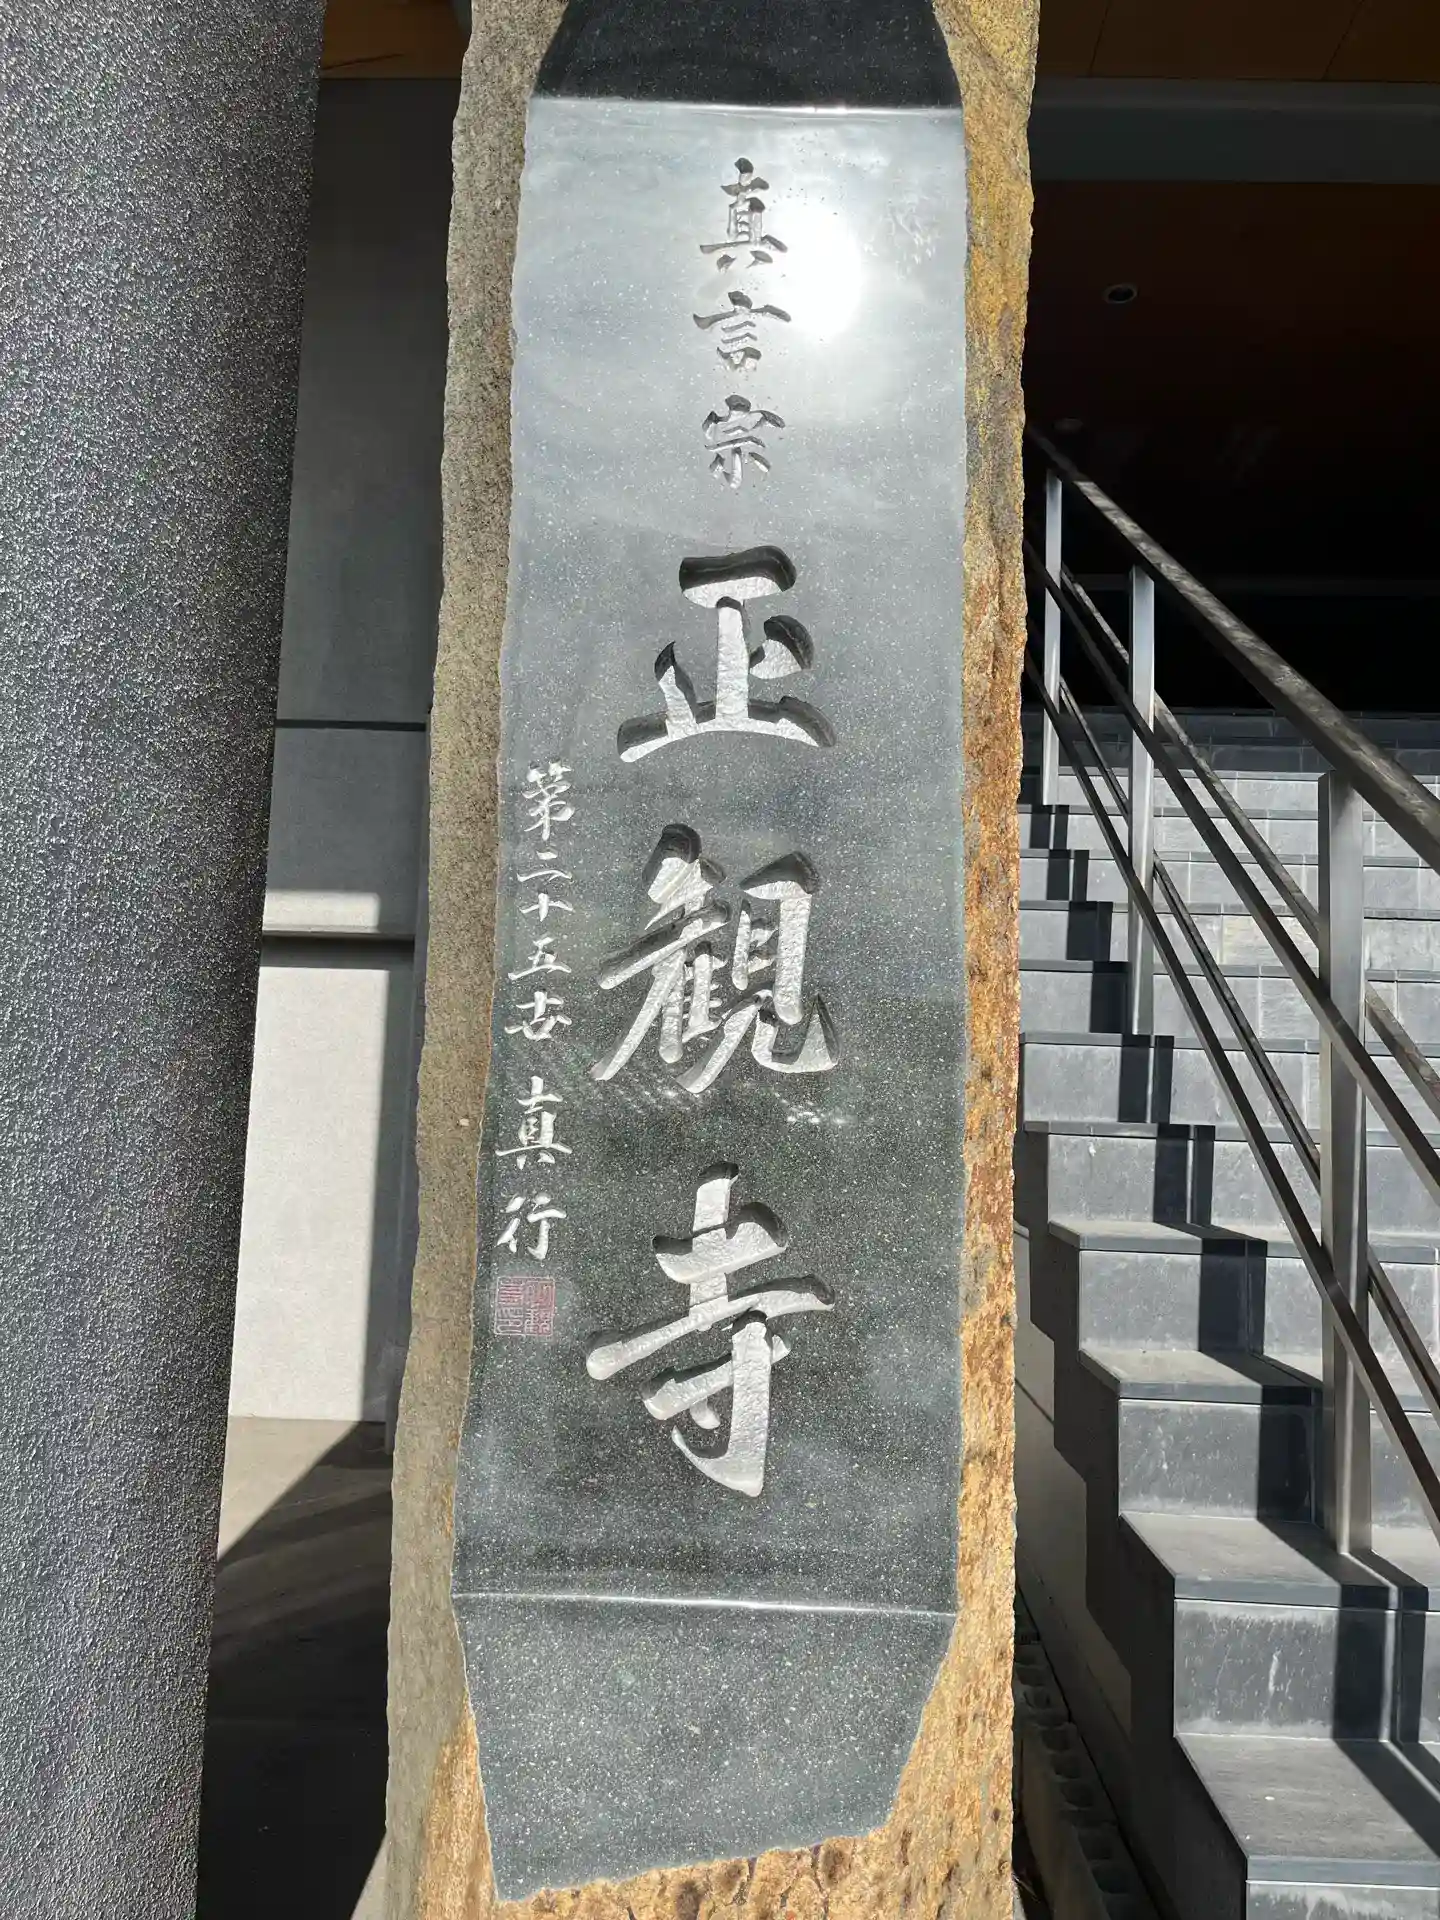 真言宗
正観寺
第二十五世 真行